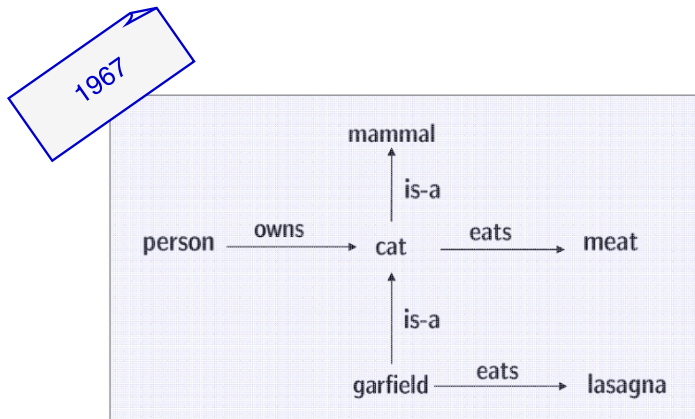 1967
mammal
is-a
person owns cat eats meat
is-a
garfield eats lasagna